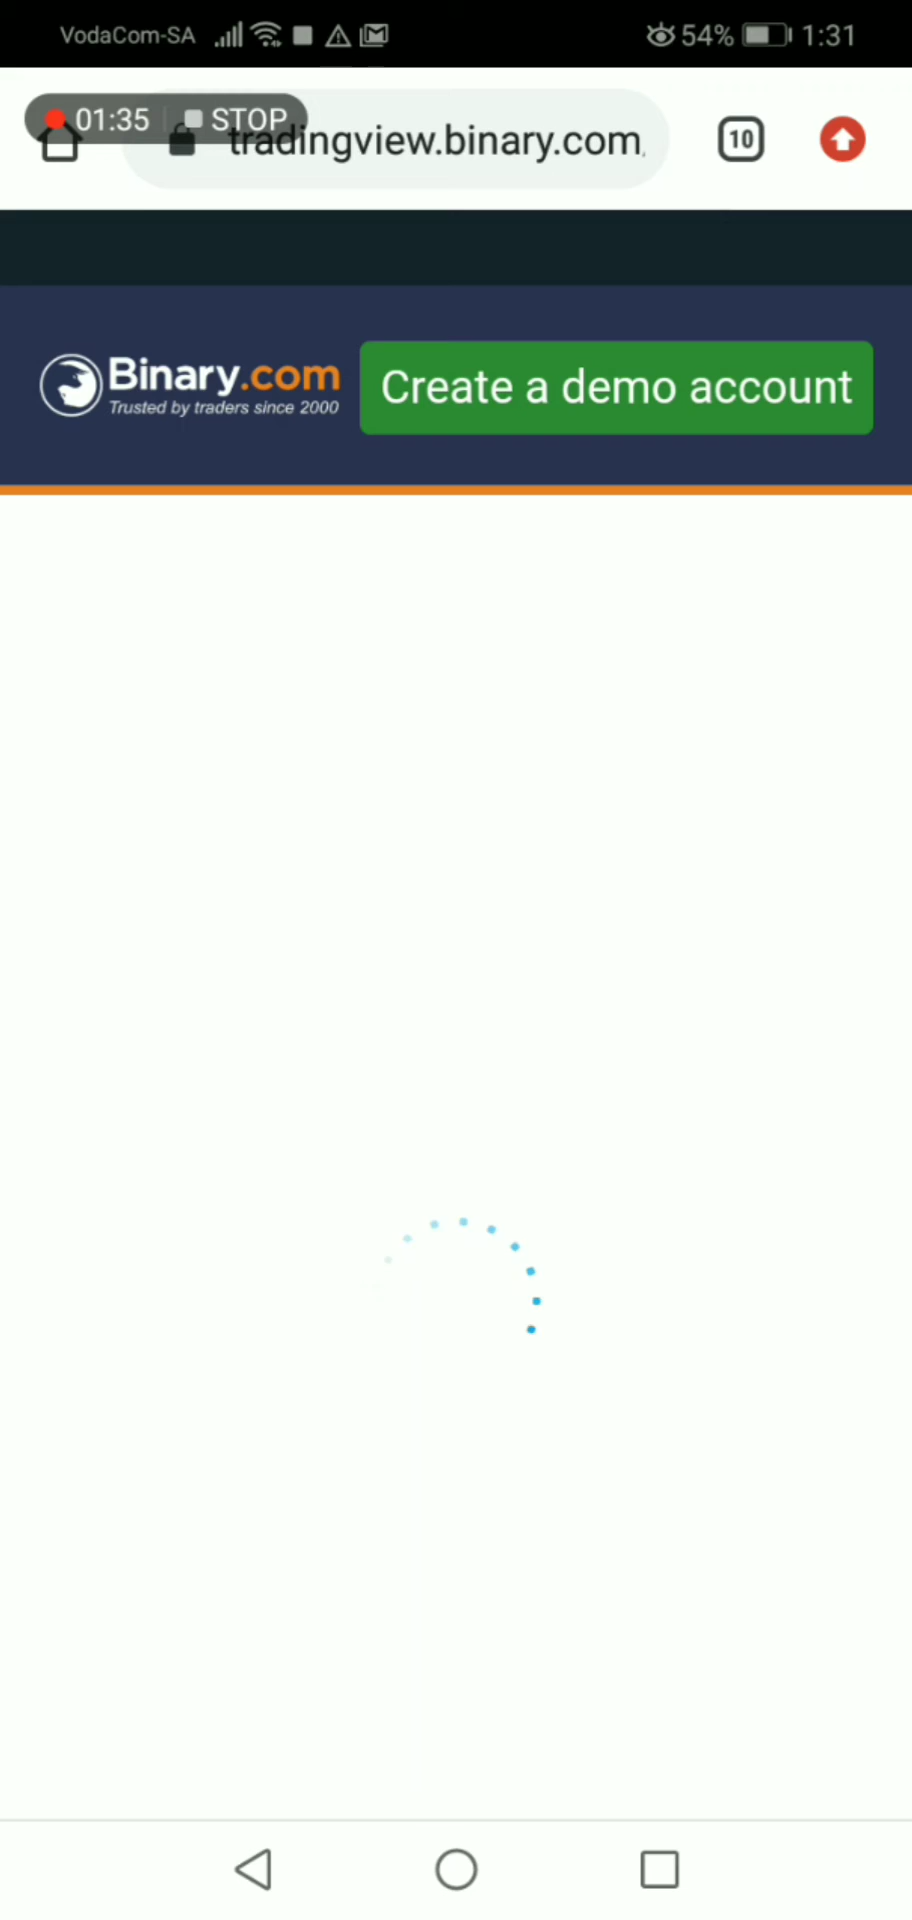 VodaCom-SA 54% 1:31
01:35 STOP
tradingview.binary.com 10
Binary.com
Trusted by traders since 2000
Create a demo account